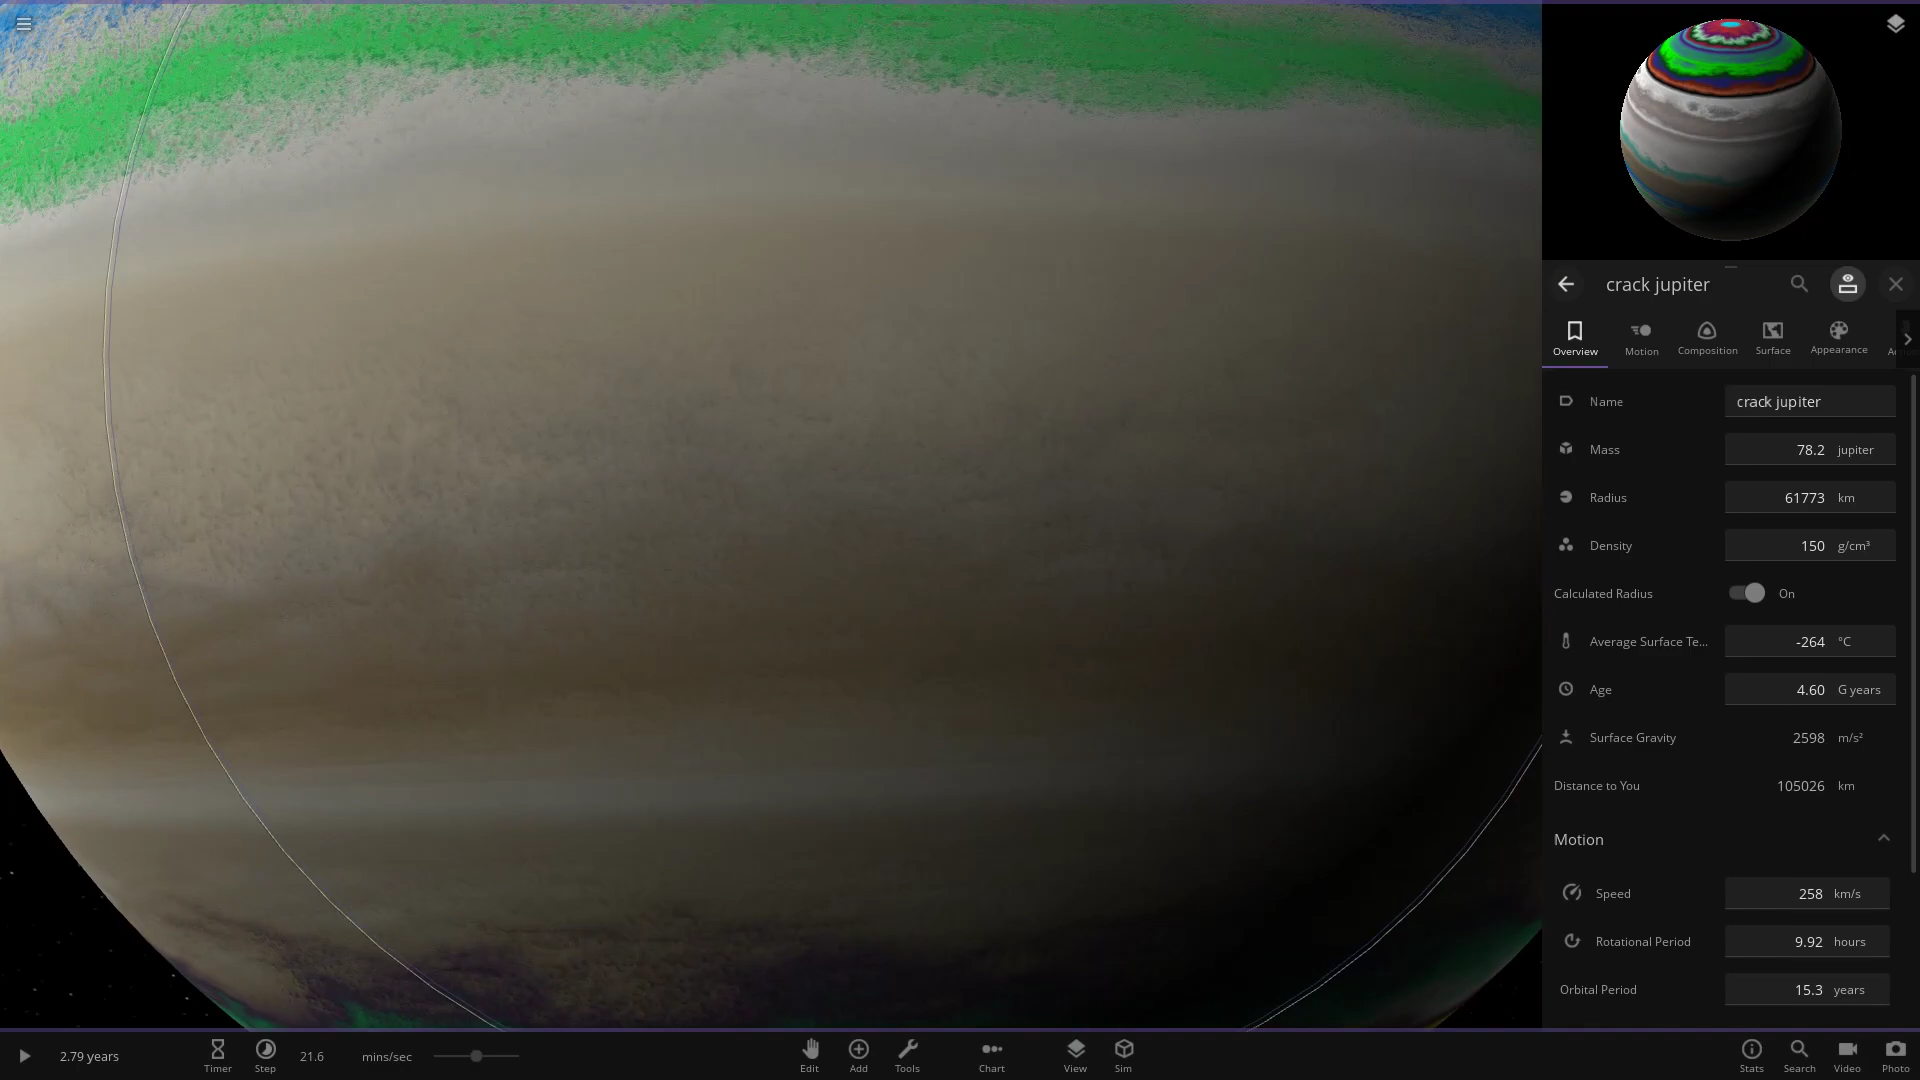 crack jupiter
Overview
Motion
Composition
Surface
Appearance
Name crack jupiter
Mass 78.2 jupiter
Radius 61773 km
Density 150 g/cm³
Calculated Radius On
Average Surface Te... -264 °C
Age 4.60 G years
Surface Gravity 2598 m/s²
Distance to You 105026 km
Motion
Speed 258 km/s
Rotational Period 9.92 hours
Orbital Period 15.3 years
2.79 years
Timer
Step
21.6 mins/sec
Edit
Add
Tools
Chart
View
Sim
Stats
Search
Video
Photo